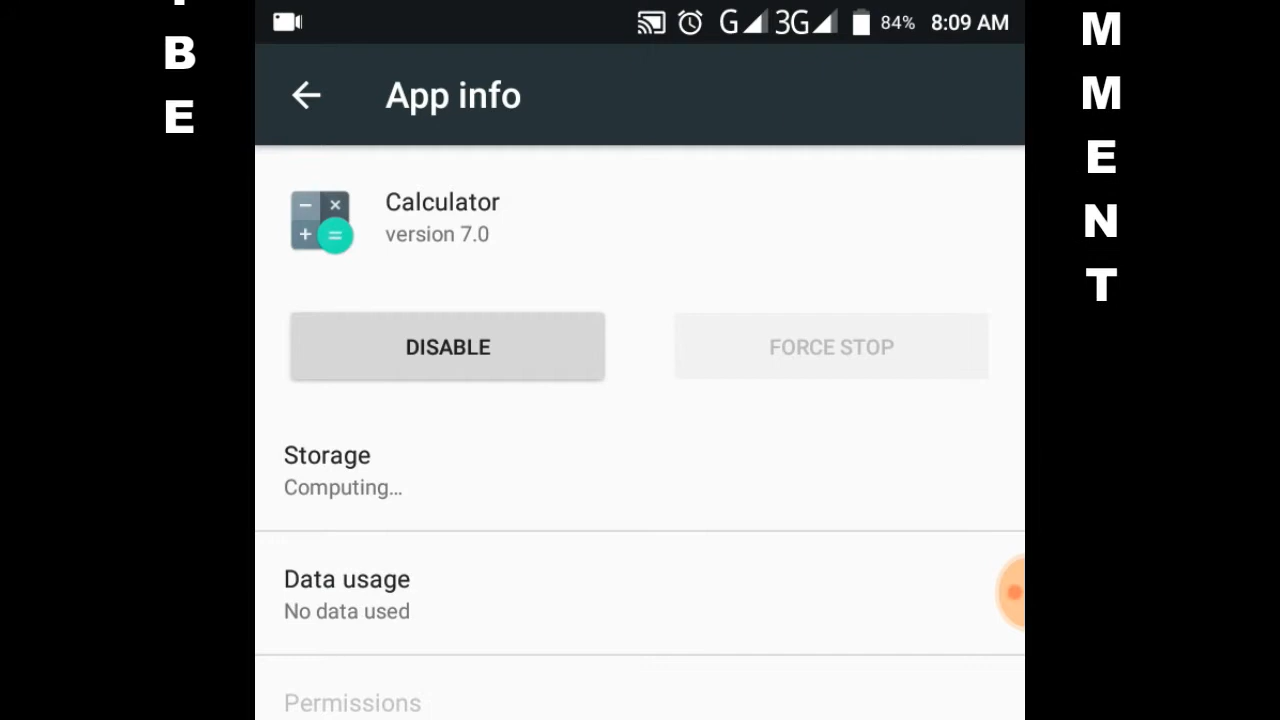 B
E
G 3G 84% 8:09 AM
App info
Calculator
version 7.0
DISABLE
FORCE STOP
Storage
Computing...
Data usage
No data used
Permissions
M
M
E
N
T